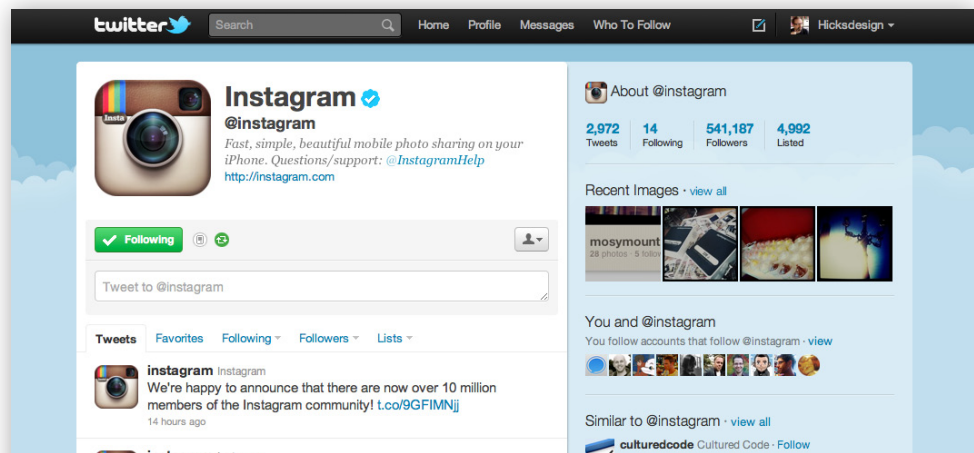 twitter
Search
Home Profile Messages Who To Follow
Hicksdesign
Insta
Instagram
@instagram
Fast, simple, beautiful mobile photo sharing on your
iPhone. Questions/support: @InstagramHelp
http://instagram.com
Following
Tweet to @instagram
Tweets Favorites Following Followers Lists
instagram Instagram
We're happy to announce that there are now over 10 million
members of the Instagram community! t.co/9GFIMNjj
14 hours ago
About @instagram
2,972 14 541,187 4,992
Tweets Following Followers Listed
Recent Images · view all
mosymount
28 photos · 5 follow
You and @instagram
You follow accounts that follow @instagram · view
Similar to @instagram · view all
culturedcode Cultured Code · Follow